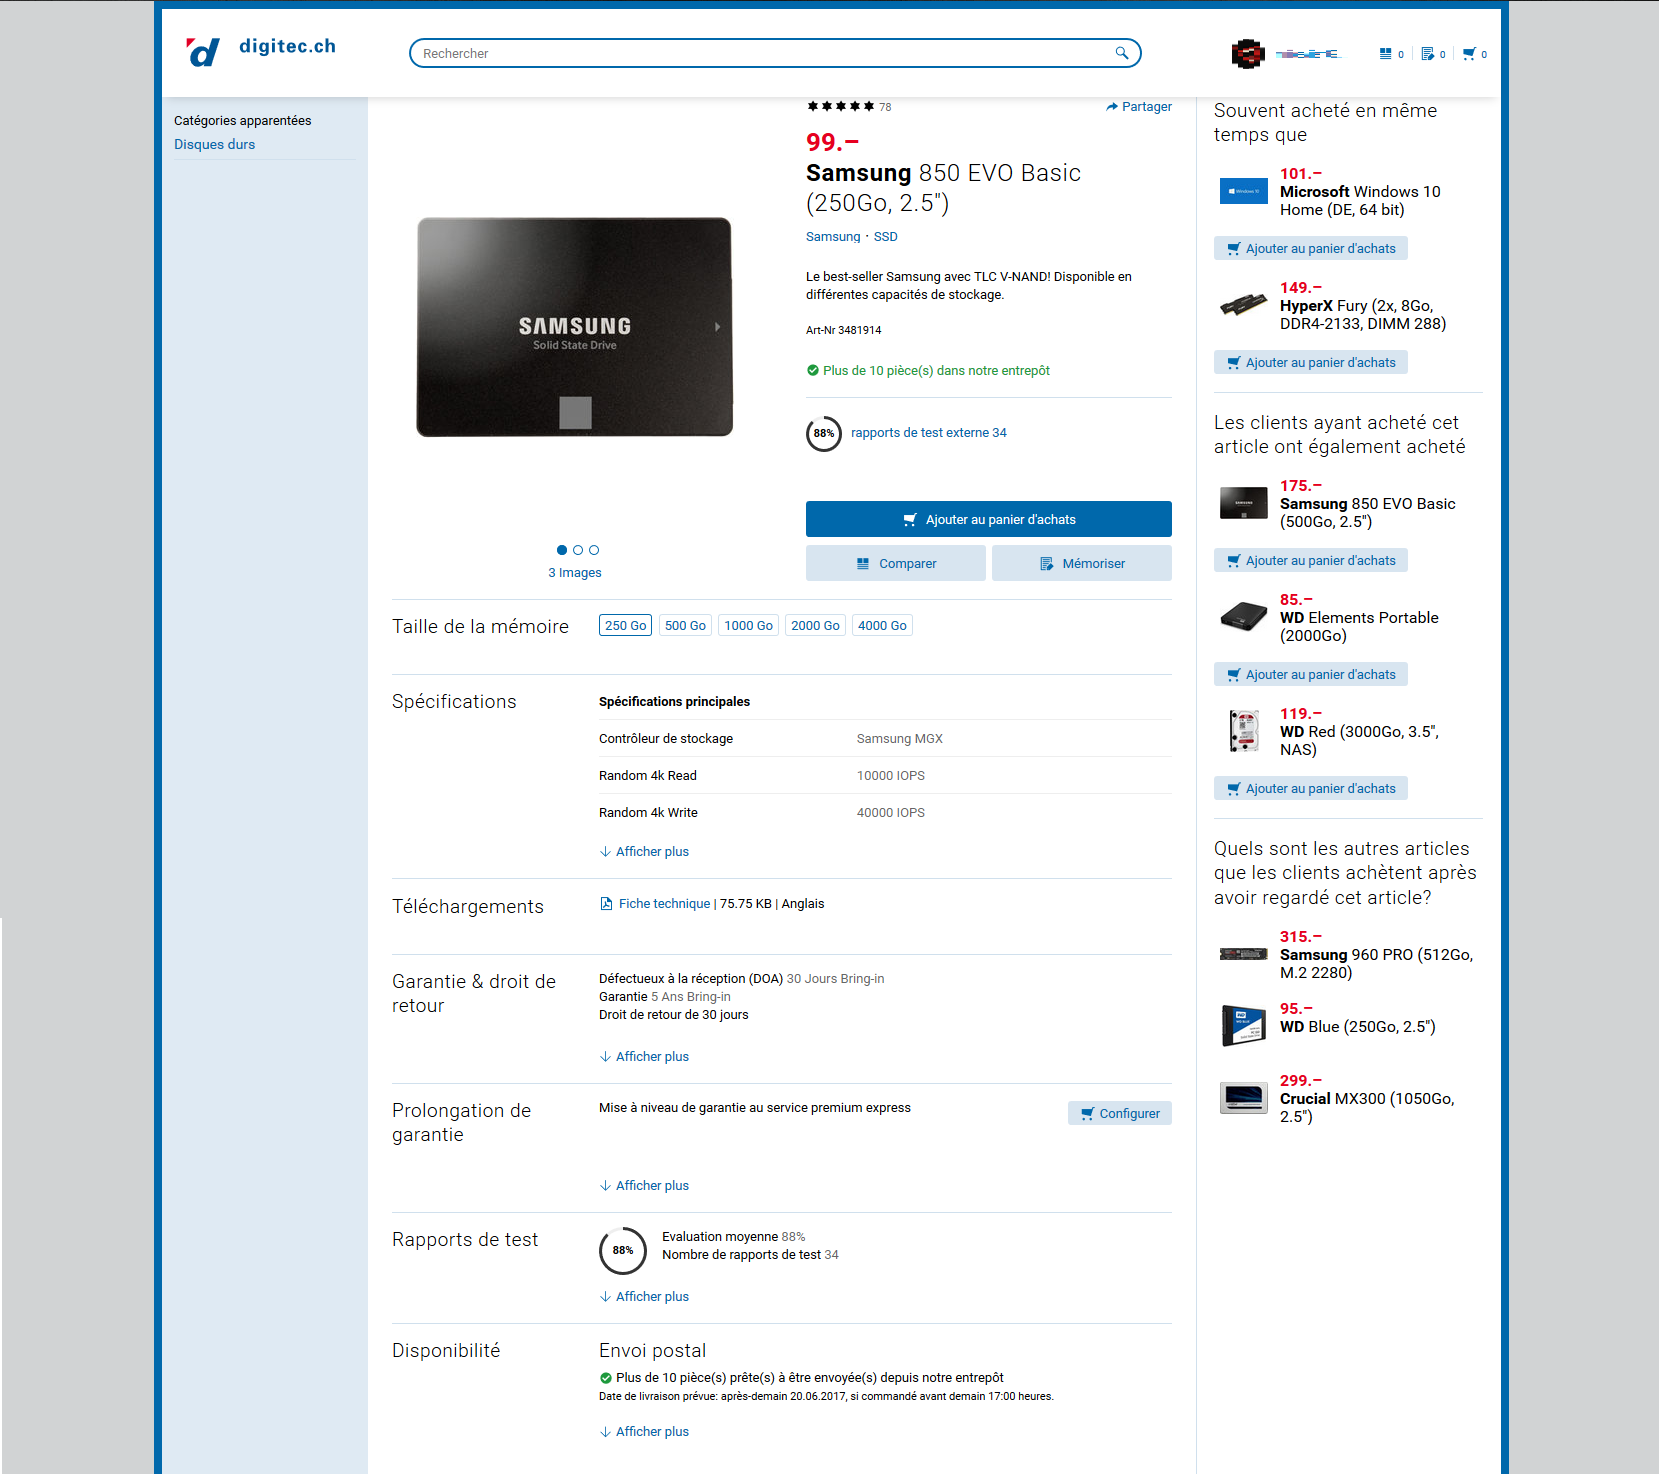 digitec.ch
Rechercher
0
0
0
Catégories apparentées
Disques durs
SAMSUNG
Solid State Drive
3 Images
78
Partager
99.–
Samsung 850 EVO Basic
(250Go, 2.5")
Samsung · SSD
Le best-seller Samsung avec TLC V-NAND! Disponible en
différentes capacités de stockage.
Art-Nr 3481914
Plus de 10 pièce(s) dans notre entrepôt
88%
rapports de test externe 34
Ajouter au panier d'achats
Comparer
Mémoriser
Taille de la mémoire
250 Go
500 Go
1000 Go
2000 Go
4000 Go
Spécifications
Spécifications principales
Contrôleur de stockage
Samsung MGX
Random 4k Read
10000 IOPS
Random 4k Write
40000 IOPS
Afficher plus
Téléchargements
Fiche technique | 75.75 KB | Anglais
Garantie & droit de
retour
Défectueux à la réception (DOA) 30 Jours Bring-in
Garantie 5 Ans Bring-in
Droit de retour de 30 jours
Afficher plus
Prolongation de
garantie
Mise à niveau de garantie au service premium express
Configurer
Afficher plus
Rapports de test
88%
Evaluation moyenne 88%
Nombre de rapports de test 34
Afficher plus
Disponibilité
Envoi postal
Plus de 10 pièce(s) prête(s) à être envoyée(s) depuis notre entrepôt
Date de livraison prévue: après-demain 20.06.2017, si commandé avant demain 17:00 heures.
Afficher plus
Souvent acheté en même
temps que
101.–
Microsoft Windows 10
Home (DE, 64 bit)
Ajouter au panier d'achats
149.–
HyperX Fury (2x, 8Go,
DDR4-2133, DIMM 288)
Ajouter au panier d'achats
Les clients ayant acheté cet
article ont également acheté
175.–
Samsung 850 EVO Basic
(500Go, 2.5")
Ajouter au panier d'achats
85.–
WD Elements Portable
(2000Go)
Ajouter au panier d'achats
119.–
WD Red (3000Go, 3.5",
NAS)
Ajouter au panier d'achats
Quels sont les autres articles
que les clients achètent après
avoir regardé cet article?
315.–
Samsung 960 PRO (512Go,
M.2 2280)
95.–
WD Blue (250Go, 2.5")
299.–
Crucial MX300 (1050Go,
2.5")